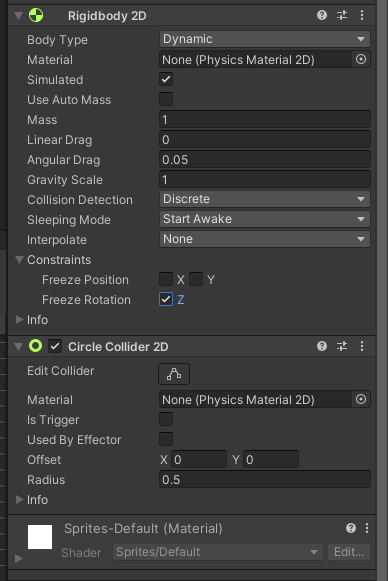 Rigidbody 2D
Body Type Dynamic
Material None (Physics Material 2D)
Simulated
Use Auto Mass
Mass 1
Linear Drag 0
Angular Drag 0.05
Gravity Scale 1
Collision Detection Discrete
Sleeping Mode Start Awake
Interpolate None
Constraints
Freeze Position X Y
Freeze Rotation Z
Info
Circle Collider 2D
Edit Collider
Material None (Physics Material 2D)
Is Trigger
Used By Effector
Offset X 0 Y 0
Radius 0.5
Info
Sprites-Default (Material)
Shader Sprites/Default Edit...